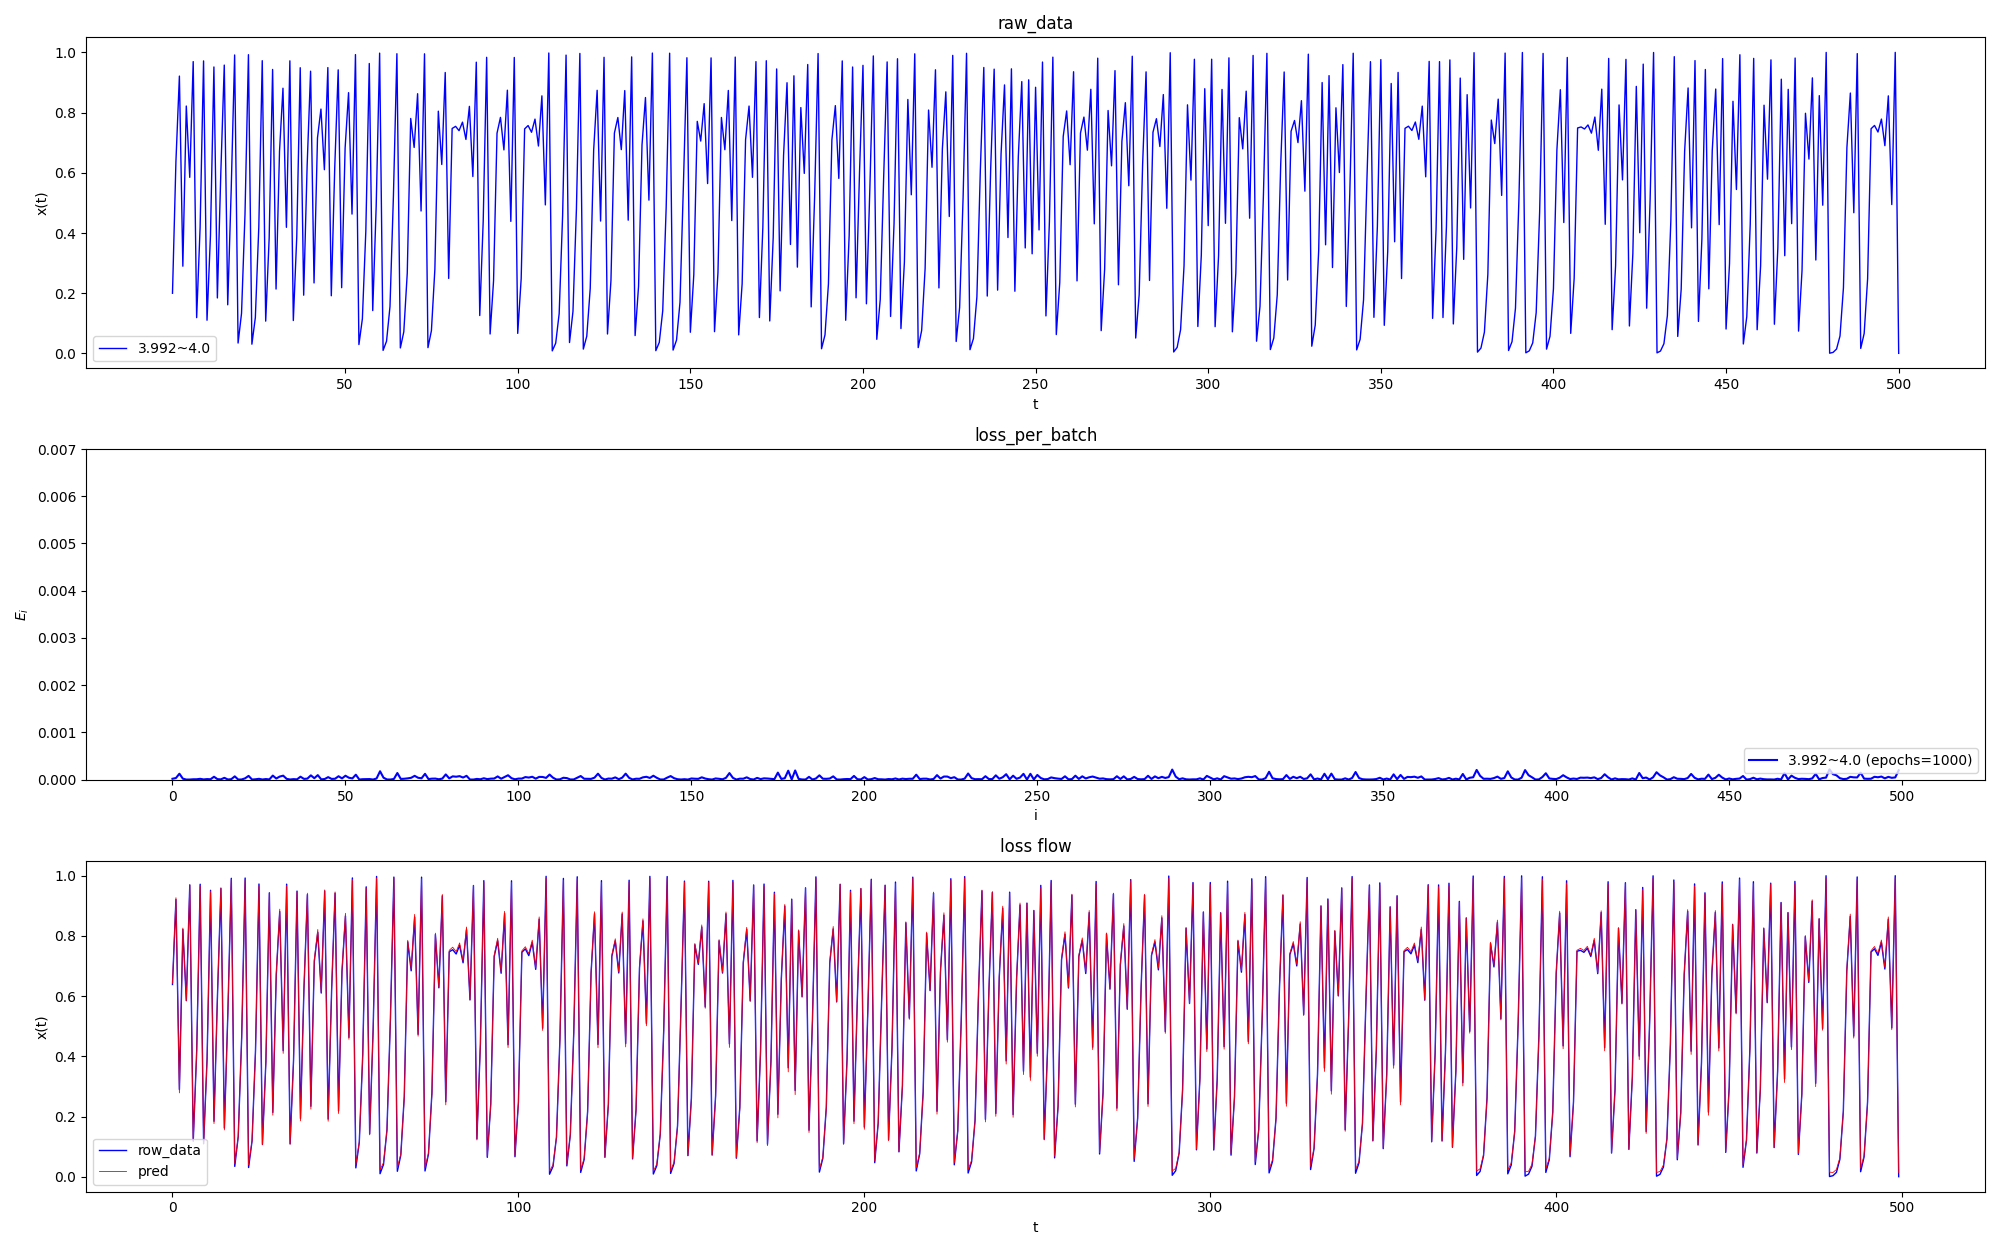 raw_data
1.0
0.8
0.6
0.4
0.2
0.0
x(t)
3.992~4.0
50 100 150 200 250 300 350 400 450 500
t
loss_per_batch
0.007
0.006
0.005
0.004
0.003
0.002
0.001
0.000
E_i
3.992~4.0 (epochs=1000)
0 50 100 150 200 250 300 350 400 450 500
i
loss flow
1.0
0.8
0.6
0.4
0.2
0.0
x(t)
row_data
pred
0 100 200 300 400 500
t